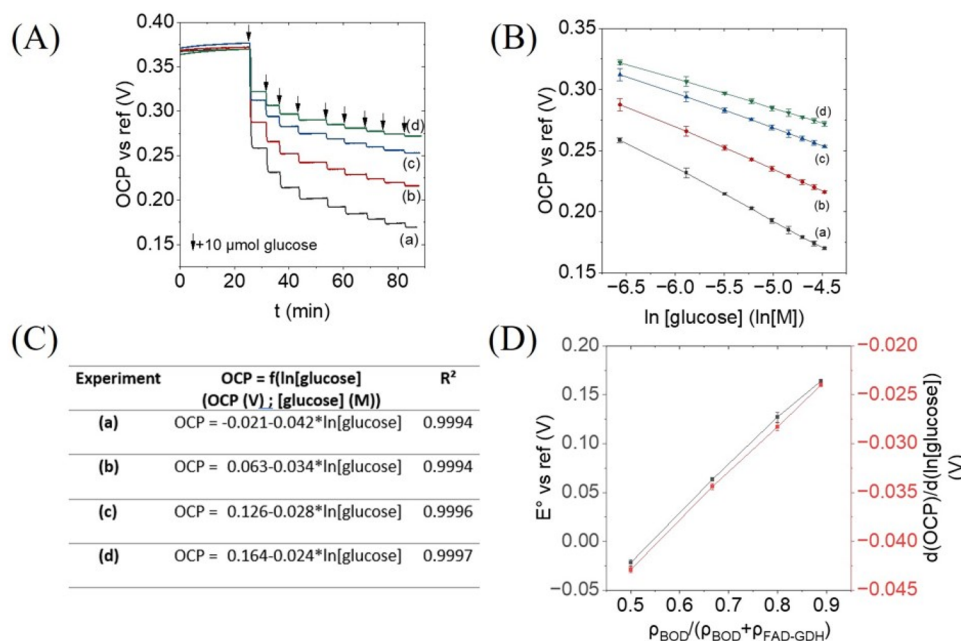 (A)
OCP vs ref (V)
0.40
0.35
0.30
0.25
0.20
0.15
(d)
(c)
(b)
(a)
+10 μmol glucose
0 20 40 60 80
t (min)
(B)
OCP vs ref (V)
0.35
0.30
0.25
0.20
0.15
(d)
(c)
(b)
(a)
−6.5 −6.0 −5.5 −5.0 −4.5
ln [glucose] (ln[M])
(C)
Experiment OCP = f(ln[glucose] R²
(OCP (V) ; [glucose] (M))
(a) OCP = -0.021-0.042*ln[glucose] 0.9994
(b) OCP = 0.063-0.034*ln[glucose] 0.9994
(c) OCP = 0.126-0.028*ln[glucose] 0.9996
(d) OCP = 0.164-0.024*ln[glucose] 0.9997
(D)
E° vs ref (V)
0.20
0.15
0.10
0.05
0.00
−0.05
−0.020
−0.025
−0.030
−0.035
−0.040
−0.045
d(OCP)/d(ln[glucose])
(V)
0.5 0.6 0.7 0.8 0.9
ρBOD/(ρBOD+ρFAD-GDH)